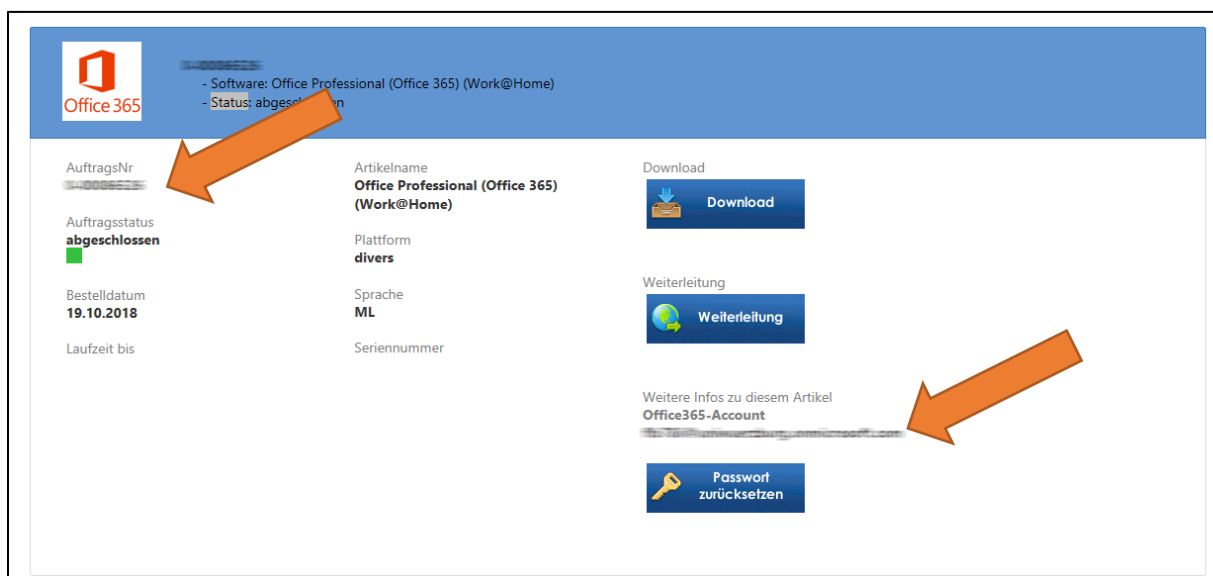 Office 365
- Software: Office Professional (Office 365) (Work@Home)
- Status:
AuftragsNr
Auftragsstatus
abgeschlossen
Bestelldatum
19.10.2018
Laufzeit bis
Artikelname
Office Professional (Office 365)
(Work@Home)
Plattform
divers
Sprache
ML
Seriennummer
Download
Download
Weiterleitung
Weiterleitung
Weitere Infos zu diesem Artikel
Office365-Account
Passwort
zurücksetzen